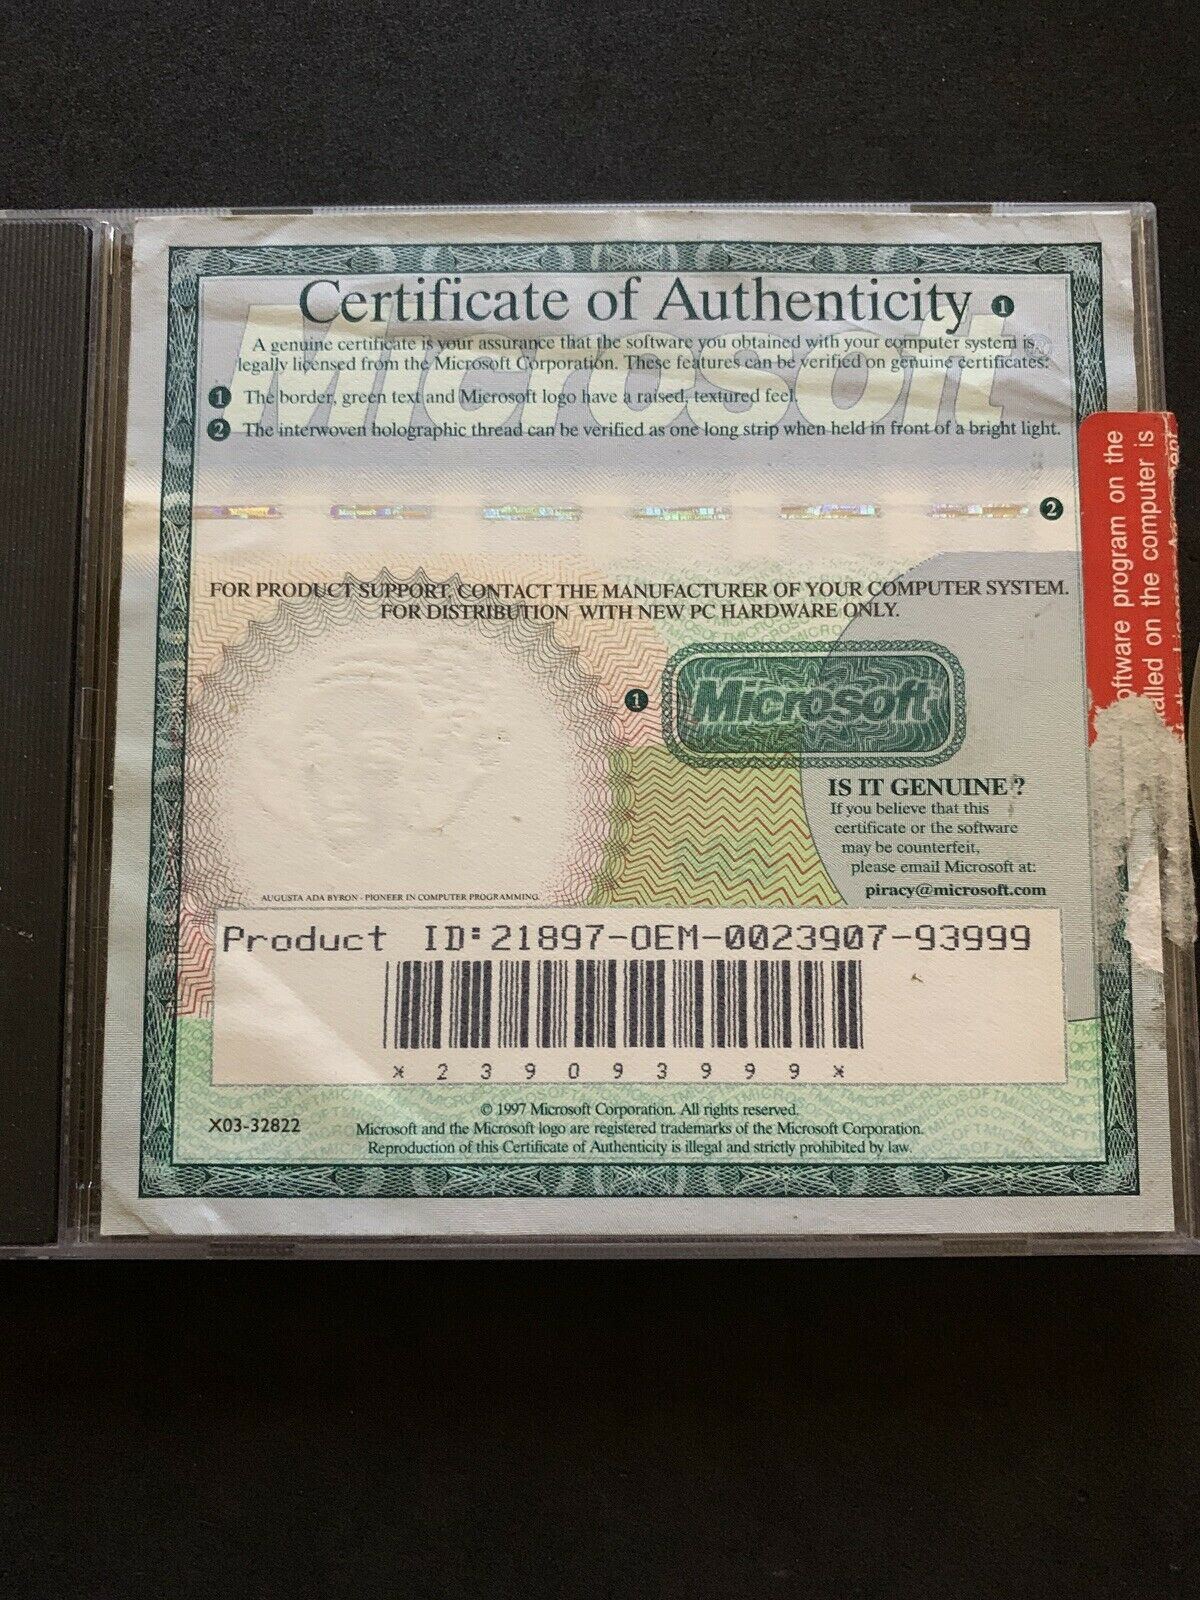 Certificate of Authenticity 1
Microsoft®
A genuine certificate is your assurance that the software you obtained with your computer system is
legally licensed from the Microsoft Corporation. These features can be verified on genuine certificates:
1 The border, green text and Microsoft logo have a raised, textured feel.
2 The interwoven holographic thread can be verified as one long strip when held in front of a bright light.
Microsoft
2
FOR PRODUCT SUPPORT, CONTACT THE MANUFACTURER OF YOUR COMPUTER SYSTEM.
FOR DISTRIBUTION WITH NEW PC HARDWARE ONLY.
1 Microsoft
IS IT GENUINE?
If you believe that this
certificate or the software
may be counterfeit,
please email Microsoft at:
piracy@microsoft.com
AUGUSTA ADA BYRON - PIONEER IN COMPUTER PROGRAMMING.
Product ID:21897-OEM-0023907-93999
*239093999*
© 1997 Microsoft Corporation. All rights reserved.
X03-32822
Microsoft and the Microsoft logo are registered trademarks of the Microsoft Corporation.
Reproduction of this Certificate of Authenticity is illegal and strictly prohibited by law.
program on the
on the computer is